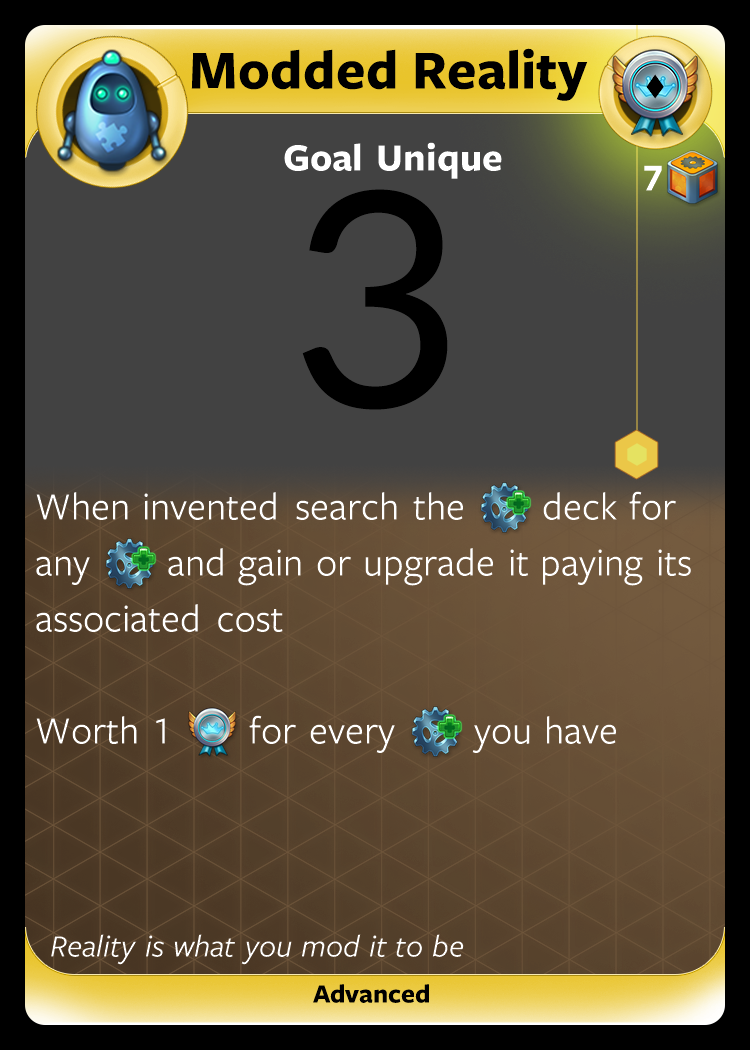 Modded Reality
Goal Unique
7
3
When invented search the deck for
any and gain or upgrade it paying its
associated cost
Worth 1 for every you have
Reality is what you mod it to be
Advanced